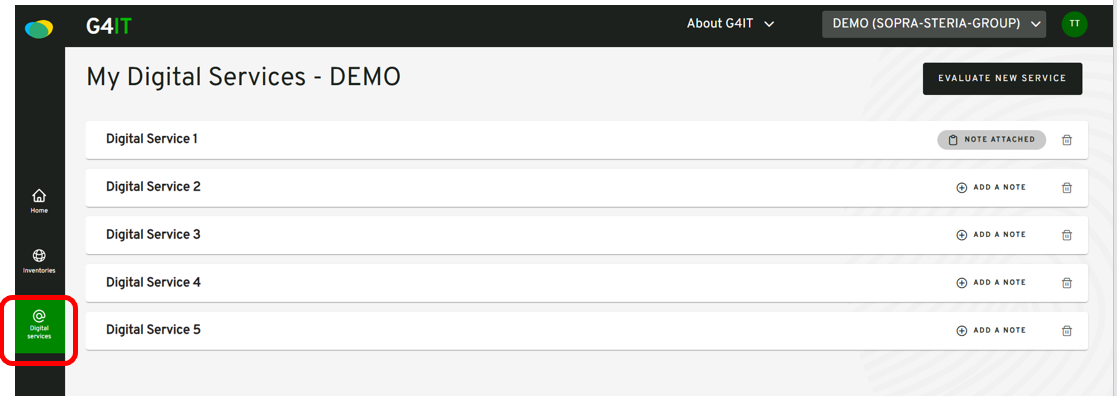 G4IT
About G4IT
DEMO (SOPRA-STERIA-GROUP)
TT
My Digital Services - DEMO
EVALUATE NEW SERVICE
Digital Service 1
NOTE ATTACHED
Digital Service 2
ADD A NOTE
Digital Service 3
ADD A NOTE
Digital Service 4
ADD A NOTE
Digital Service 5
ADD A NOTE
Home
Inventories
Digital
services